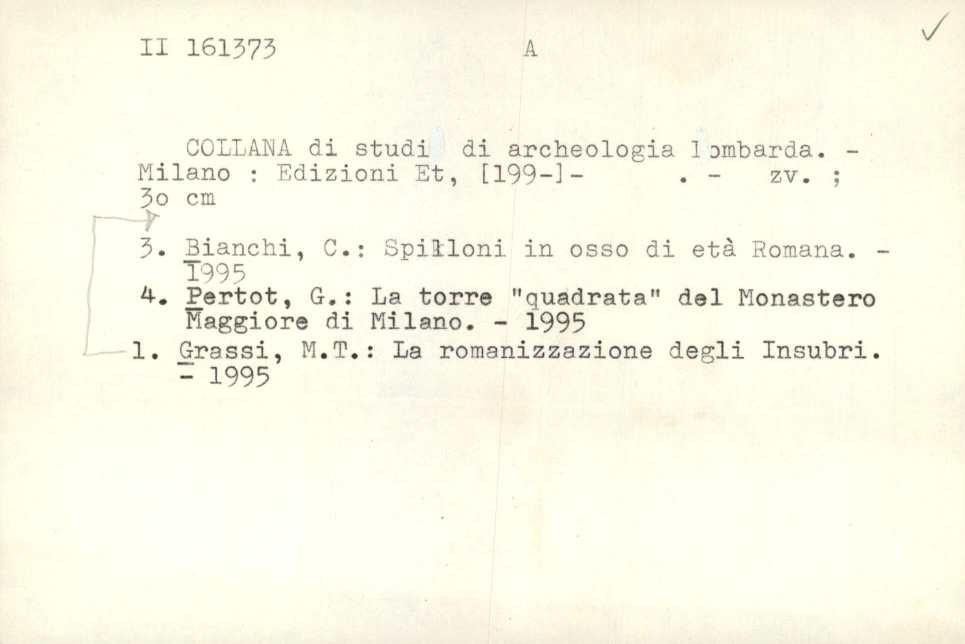 II 161373 A
COLLANA di studi di archeologia lombarda. -
Milano : Edizioni Et, [199-]- . - zv. ;
30 cm
3. Bianchi, C.: Spilloni in osso di età Romana. -
1995
4. Pertot, G.: La torre "quadrata" del Monastero
Maggiore di Milano. - 1995
1. Grassi, M.T.: La romanizzazione degli Insubri.
- 1995